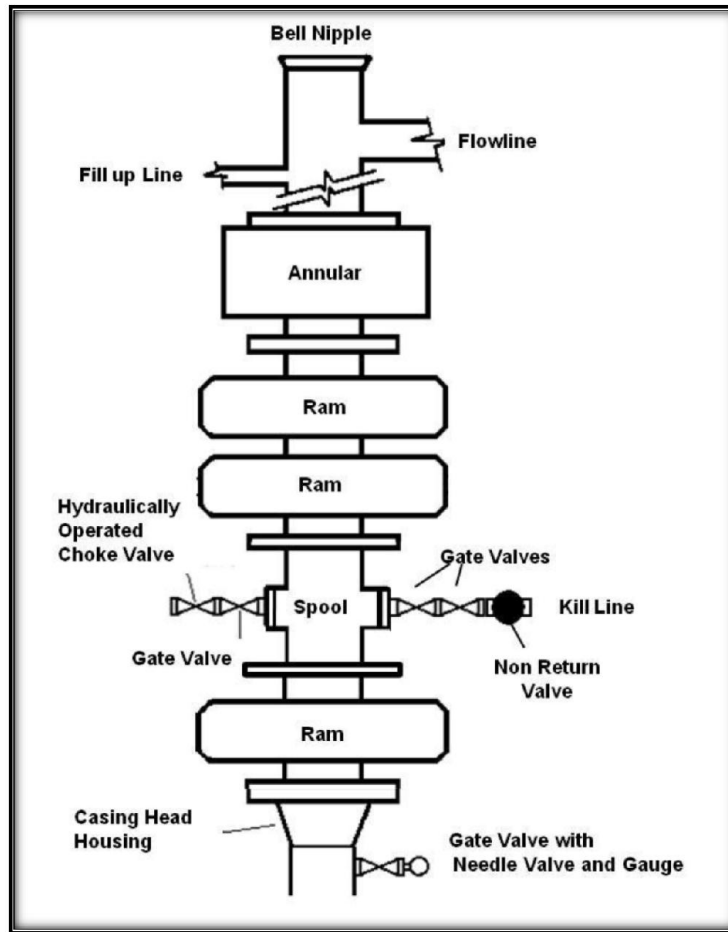 Bell Nipple
Flowline
Fill up Line
Annular
Ram
Ram
Hydraulically
Operated
Choke Valve
Gate Valves
Spool
Kill Line
Gate Valve
Non Return
Valve
Ram
Casing Head
Housing
Gate Valve with
Needle Valve and Gauge